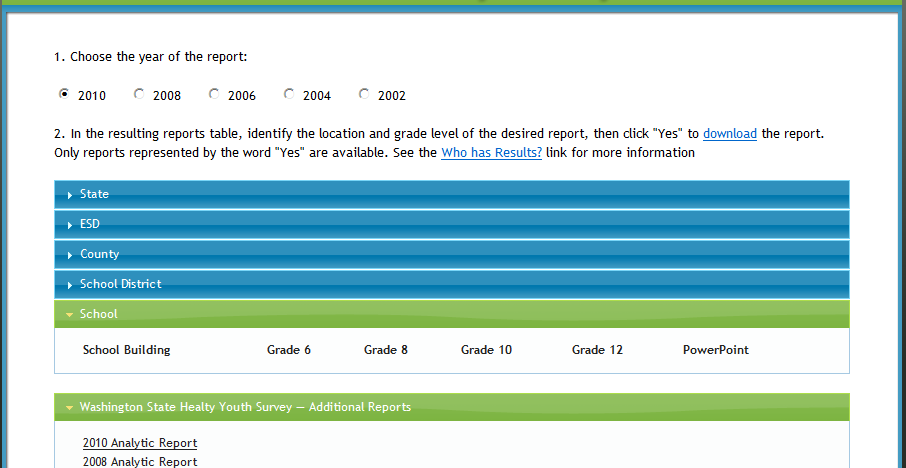 1. Choose the year of the report:
2010 2008 2006 2004 2002
2. In the resulting reports table, identify the location and grade level of the desired report, then click "Yes" to download the report.
Only reports represented by the word "Yes" are available. See the Who has Results? link for more information
State
ESD
County
School District
School
School Building Grade 6 Grade 8 Grade 10 Grade 12 PowerPoint
Washington State Healty Youth Survey — Additional Reports
2010 Analytic Report
2008 Analytic Report